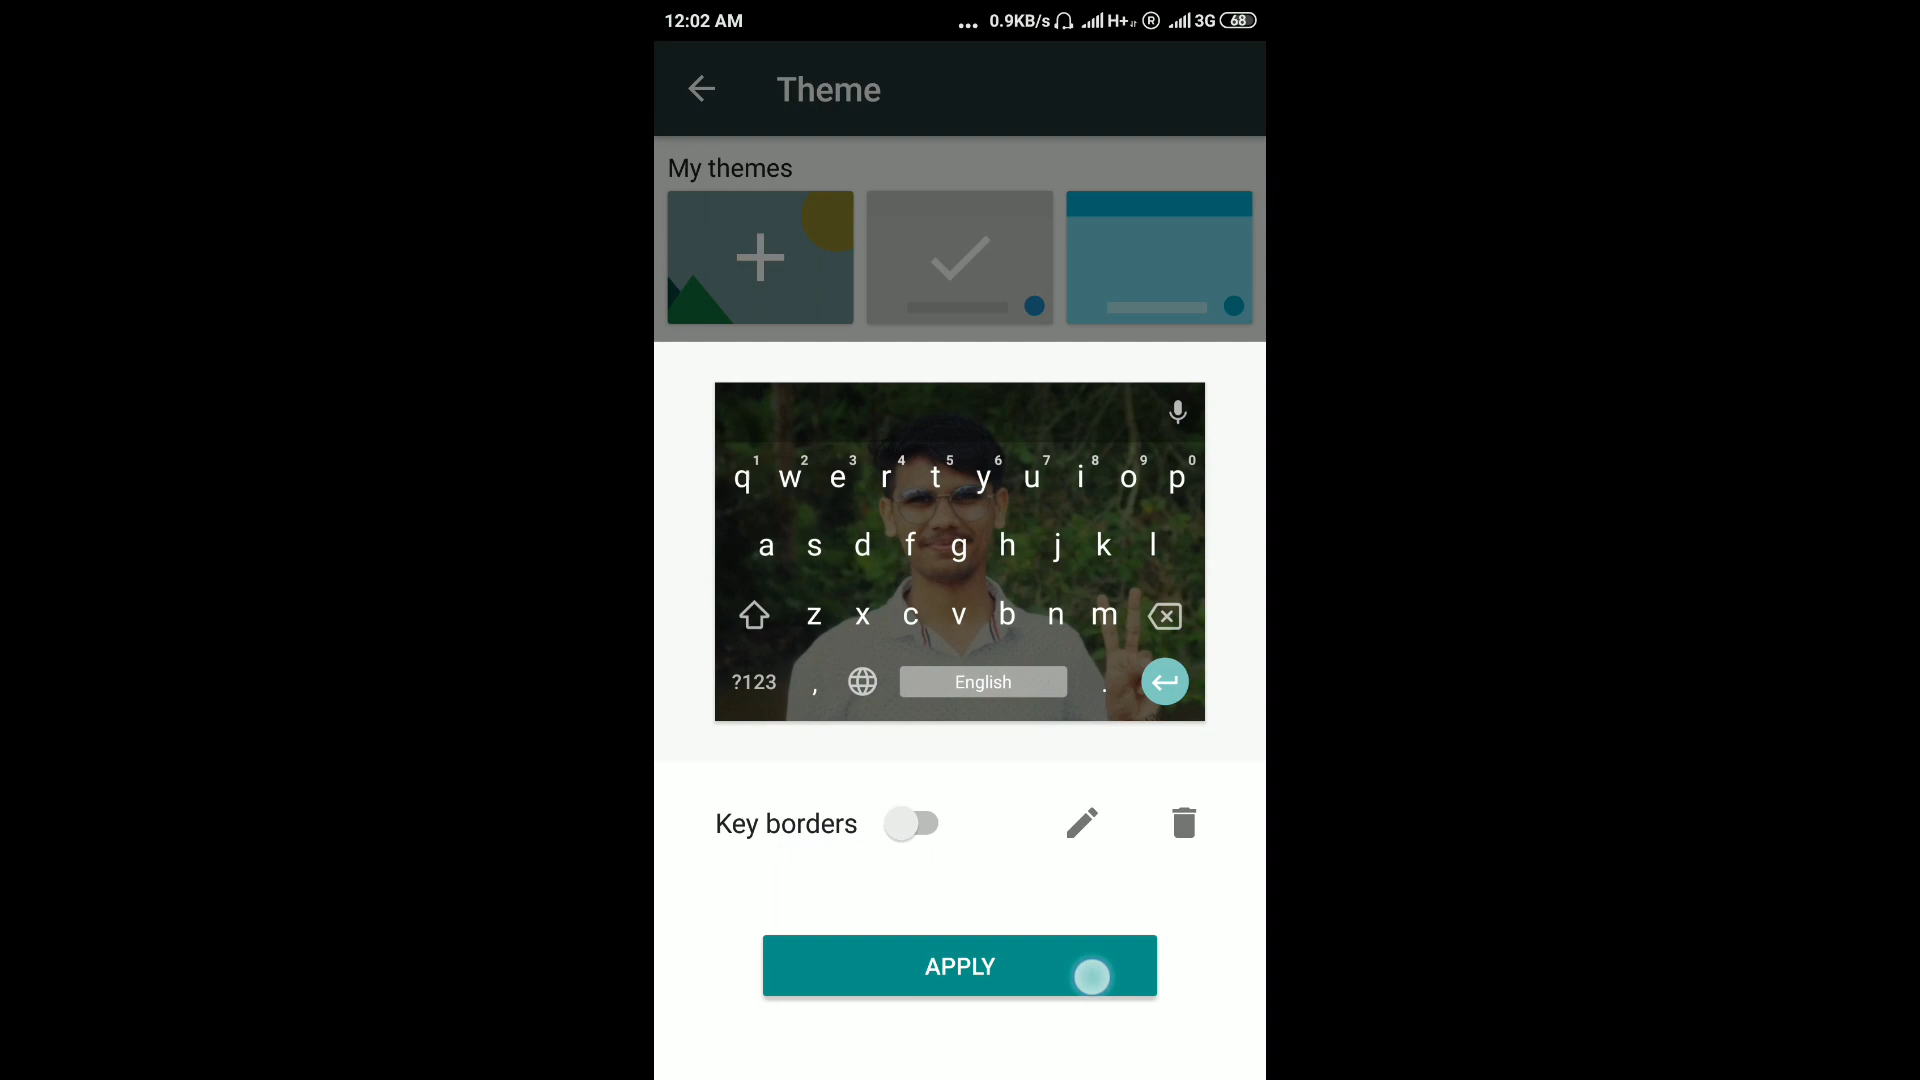 12:02 AM ... 0.9KB/s H+ R 3G 68
Theme
My themes
1 2 3 4 5 6 7 8 9 0
q w e r t y u i o p
a s d f g h j k l
z x c v b n m
?123 , English .
Key borders
APPLY